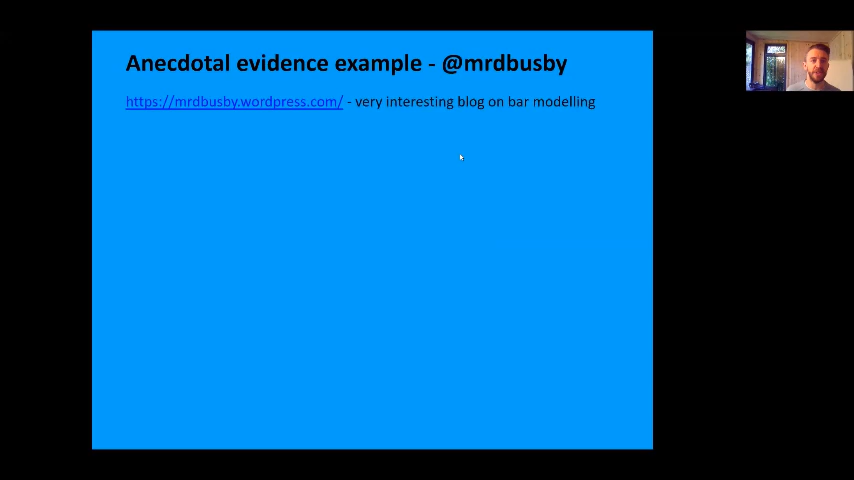 Anecdotal evidence example - @mrdbusby
https://mrdbusby.wordpress.com/ - very interesting blog on bar modelling